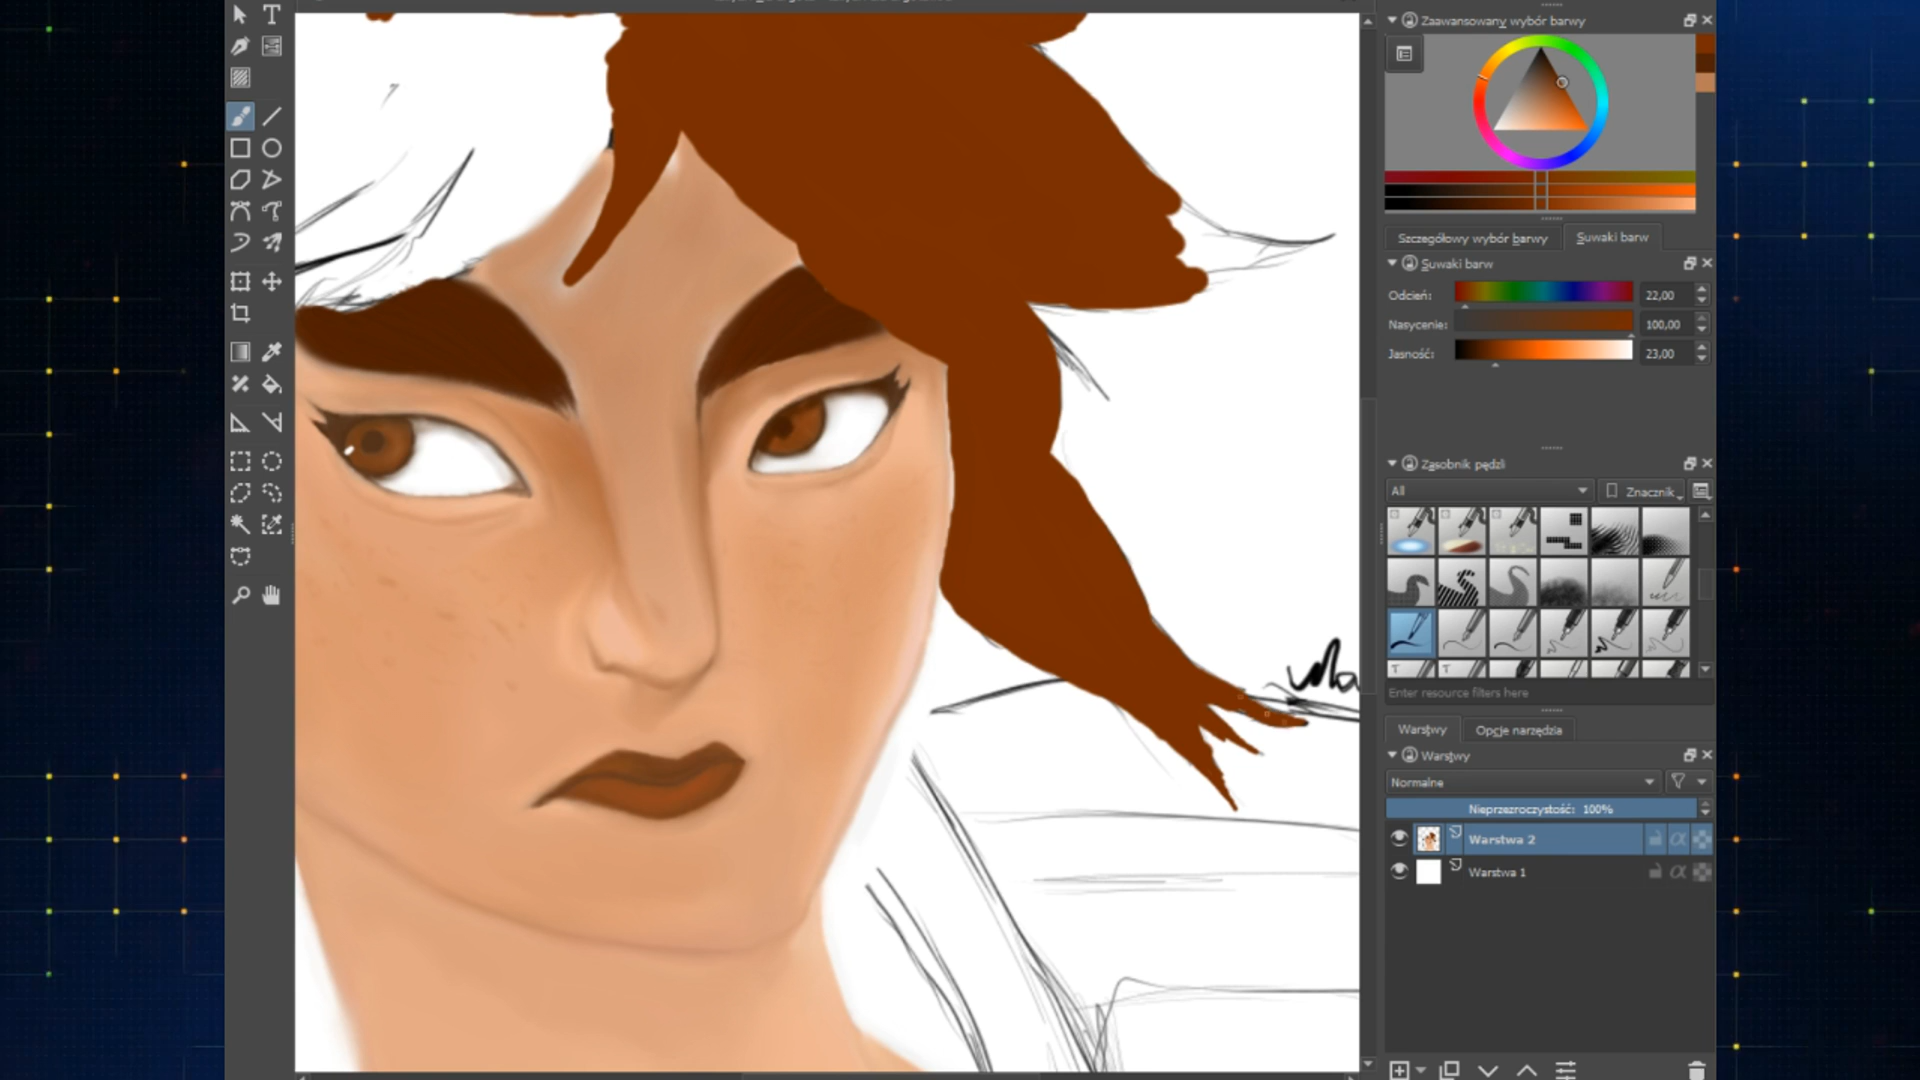 Zaawansowany wybór barwy
Szczegółowy wybór barwy
Suwaki barw
Suwaki barw
Odcień:
22,00
Nasycenie:
100,00
Jasność:
23,00
Zasobnik pędzli
All
Znacznik
Enter resource filters here
Warstwy
Opcje narzędzia
Warstwy
Normalne
Nieprzezroczystość: 100%
Warstwa 2
Warstwa 1